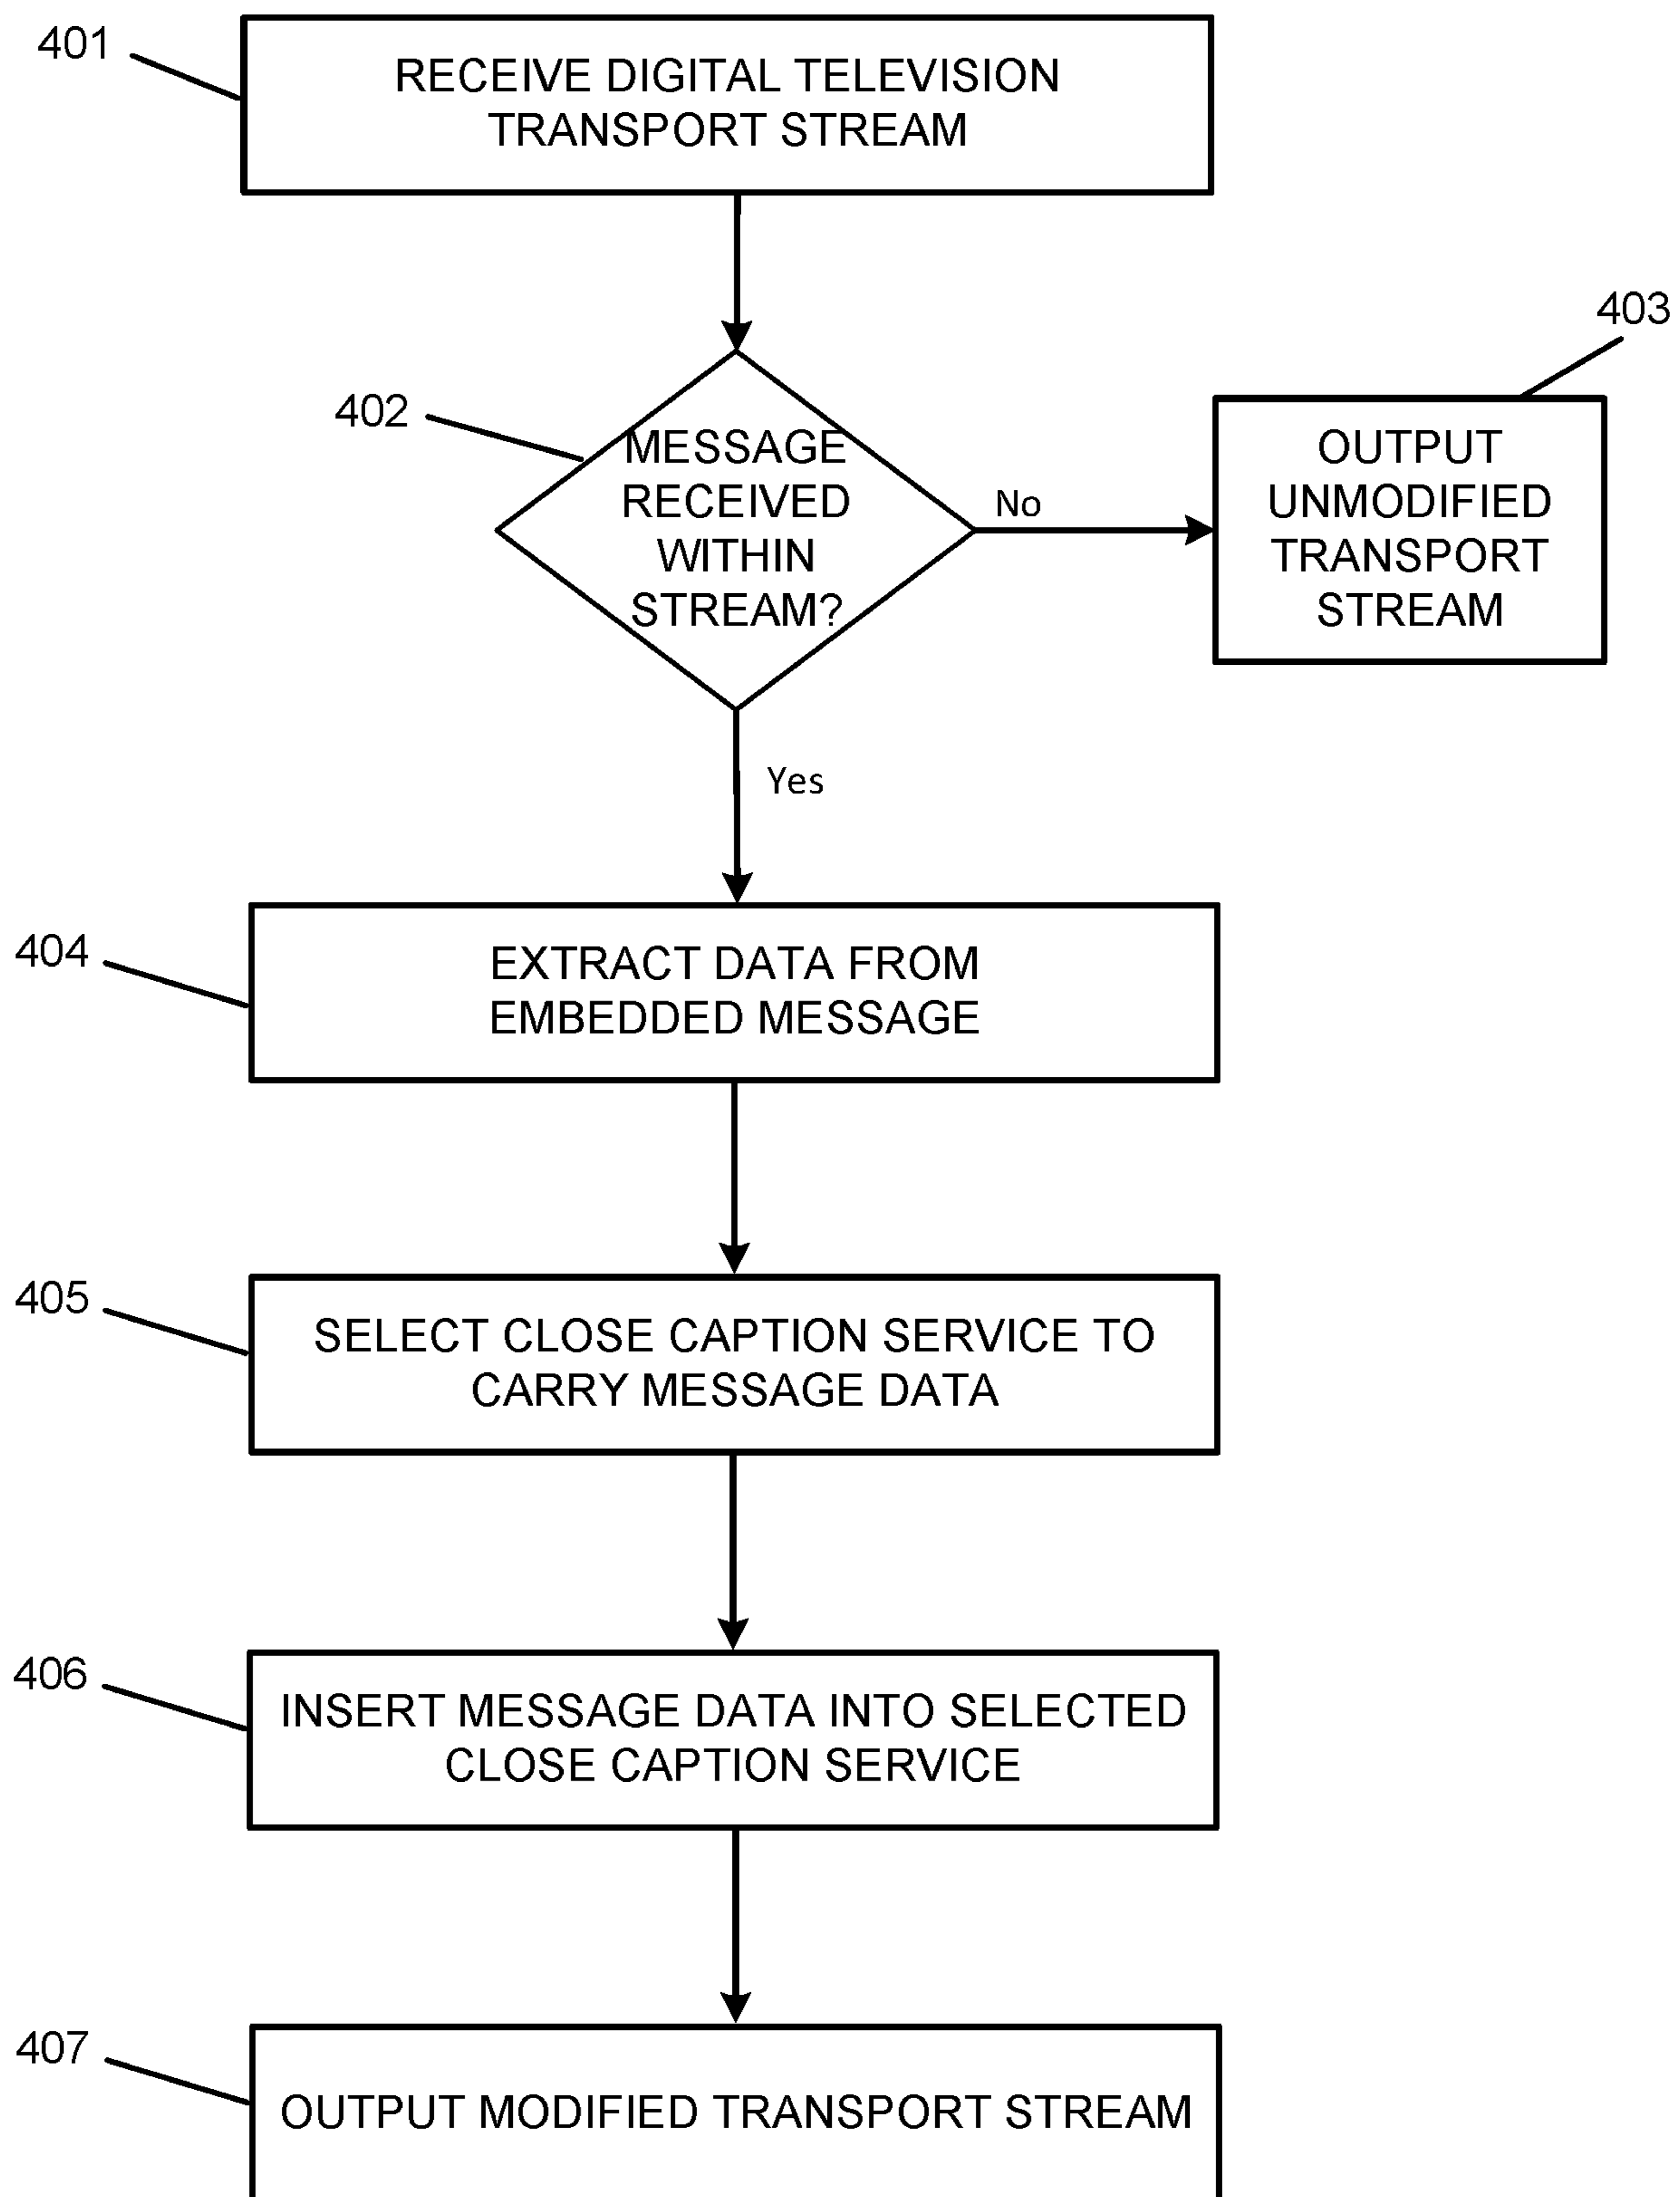 401
RECEIVE DIGITAL TELEVISION
TRANSPORT STREAM
402
MESSAGE
RECEIVED
WITHIN
STREAM?
No
403
OUTPUT
UNMODIFIED
TRANSPORT
STREAM
Yes
404
EXTRACT DATA FROM
EMBEDDED MESSAGE
405
SELECT CLOSE CAPTION SERVICE TO
CARRY MESSAGE DATA
406
INSERT MESSAGE DATA INTO SELECTED
CLOSE CAPTION SERVICE
407
OUTPUT MODIFIED TRANSPORT STREAM